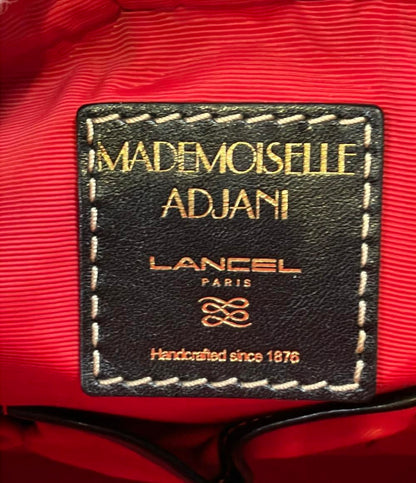 MADEMOISELLE
ADJANI
LANCEL
PARIS
Handcrafted since 1876